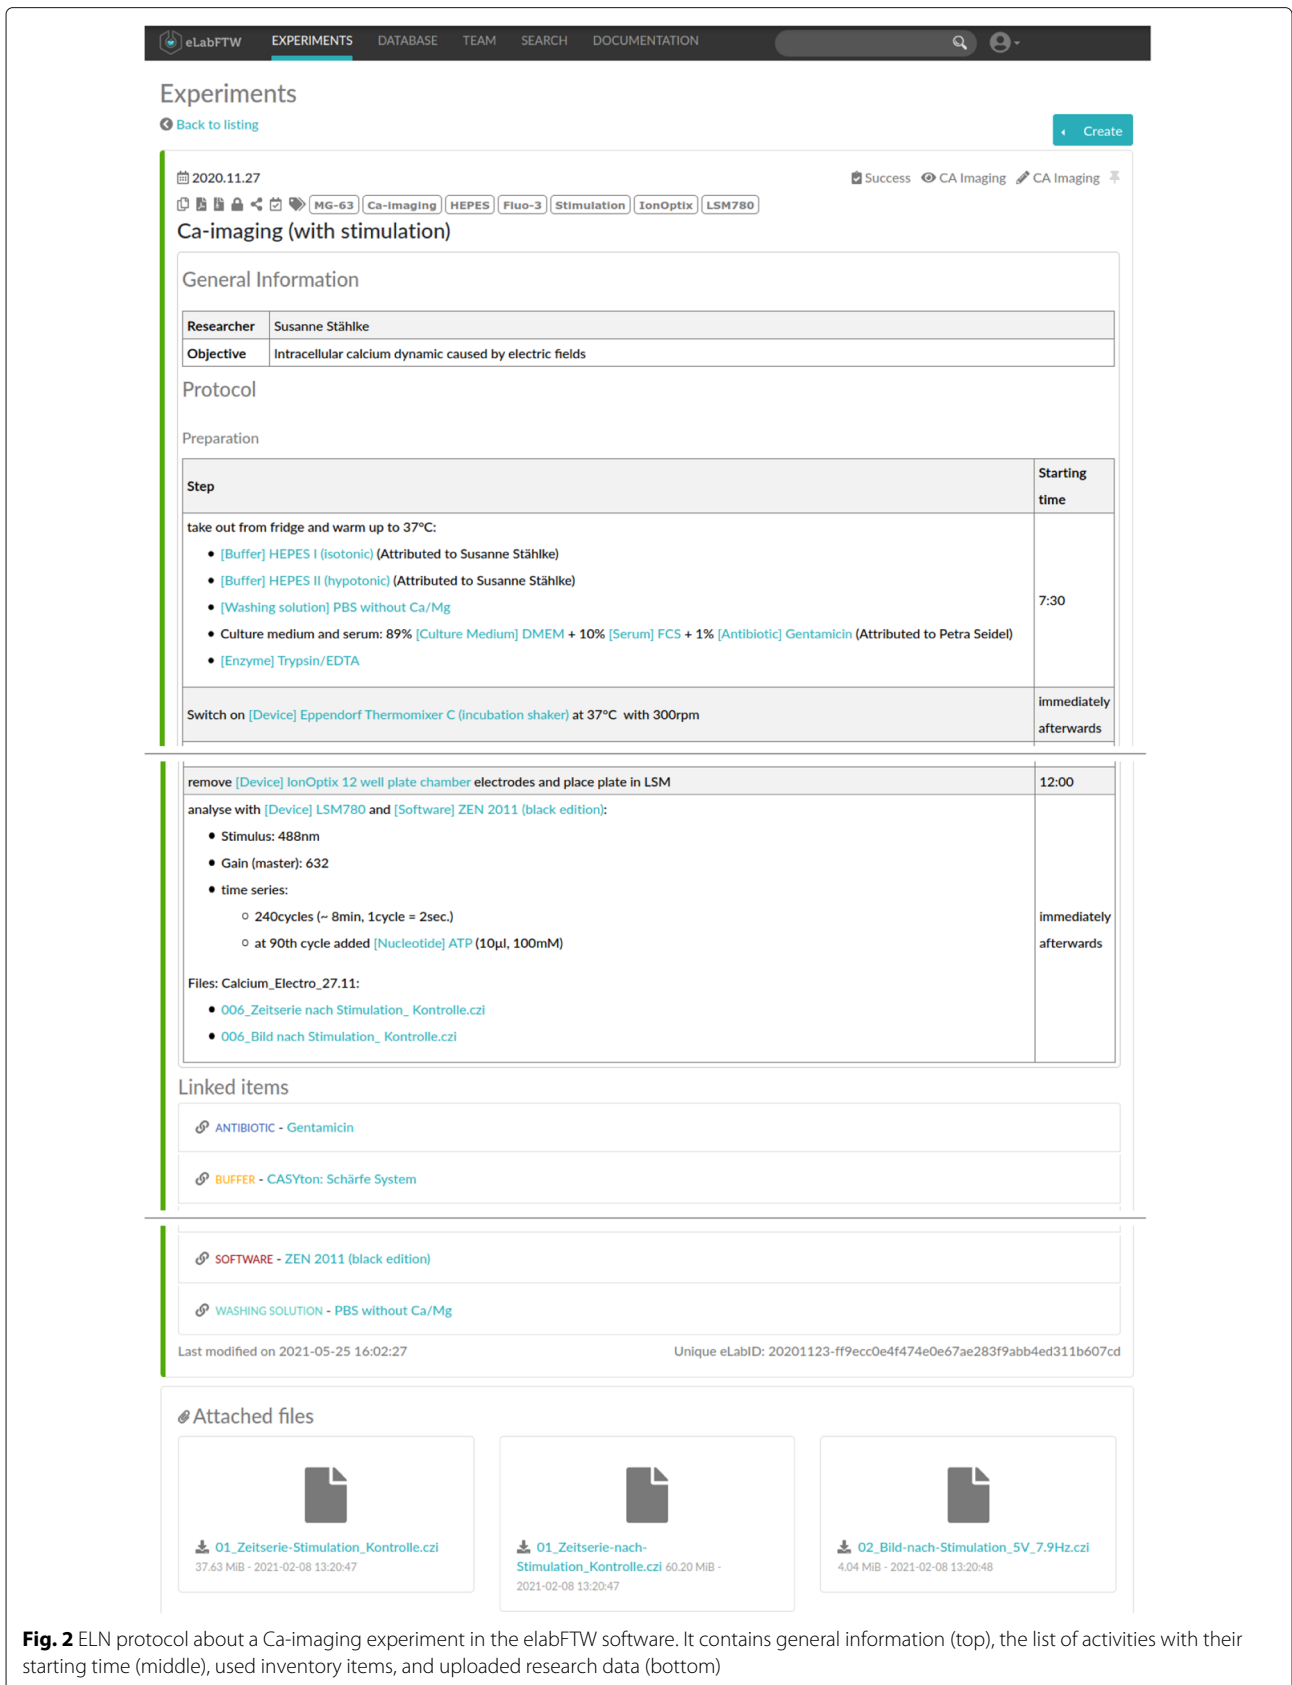 eLabFTW EXPERIMENTS DATABASE TEAM SEARCH DOCUMENTATION
Experiments
Back to listing
Create
2020.11.27
Success CA Imaging CA Imaging
MG-63 Ca-imaging HEPES Fluo-3 Stimulation IonOptix LSM780
Ca-imaging (with stimulation)
General Information
Researcher Susanne Stählke
Objective Intracellular calcium dynamic caused by electric fields
Protocol
Preparation
Step Starting time
take out from fridge and warm up to 37°C:
• [Buffer] HEPES I (isotonic) (Attributed to Susanne Stählke)
• [Buffer] HEPES II (hypotonic) (Attributed to Susanne Stählke)
• [Washing solution] PBS without Ca/Mg
7:30
• Culture medium and serum: 89% [Culture Medium] DMEM + 10% [Serum] FCS + 1% [Antibiotic] Gentamicin (Attributed to Petra Seidel)
• [Enzyme] Trypsin/EDTA
Switch on [Device] Eppendorf Thermomixer C (incubation shaker) at 37°C with 300rpm
immediately
afterwards
remove [Device] IonOptix 12 well plate chamber electrodes and place plate in LSM 12:00
analyse with [Device] LSM780 and [Software] ZEN 2011 (black edition):
• Stimulus: 488nm
• Gain (master): 632
• time series:
○ 240cycles (~ 8min, 1cycle = 2sec.)
○ at 90th cycle added [Nucleotide] ATP (10µl, 100mM)
immediately
afterwards
Files: Calcium_Electro_27.11:
• 006_Zeitserie nach Stimulation_ Kontrolle.czi
• 006_Bild nach Stimulation_ Kontrolle.czi
Linked items
ANTIBIOTIC - Gentamicin
BUFFER - CASYton: Schärfe System
SOFTWARE - ZEN 2011 (black edition)
WASHING SOLUTION - PBS without Ca/Mg
Last modified on 2021-05-25 16:02:27 Unique eLabID: 20201123-ff9ecc0e4f474e0e67ae283f9abb4ed311b607cd
Attached files
01_Zeitserie-Stimulation_Kontrolle.czi
37.63 MiB - 2021-02-08 13:20:47
01_Zeitserie-nach-
Stimulation_Kontrolle.czi 60.20 MiB -
2021-02-08 13:20:47
02_Bild-nach-Stimulation_5V_7.9Hz.czi
4.04 MiB - 2021-02-08 13:20:48
Fig. 2 ELN protocol about a Ca-imaging experiment in the elabFTW software. It contains general information (top), the list of activities with their
starting time (middle), used inventory items, and uploaded research data (bottom)